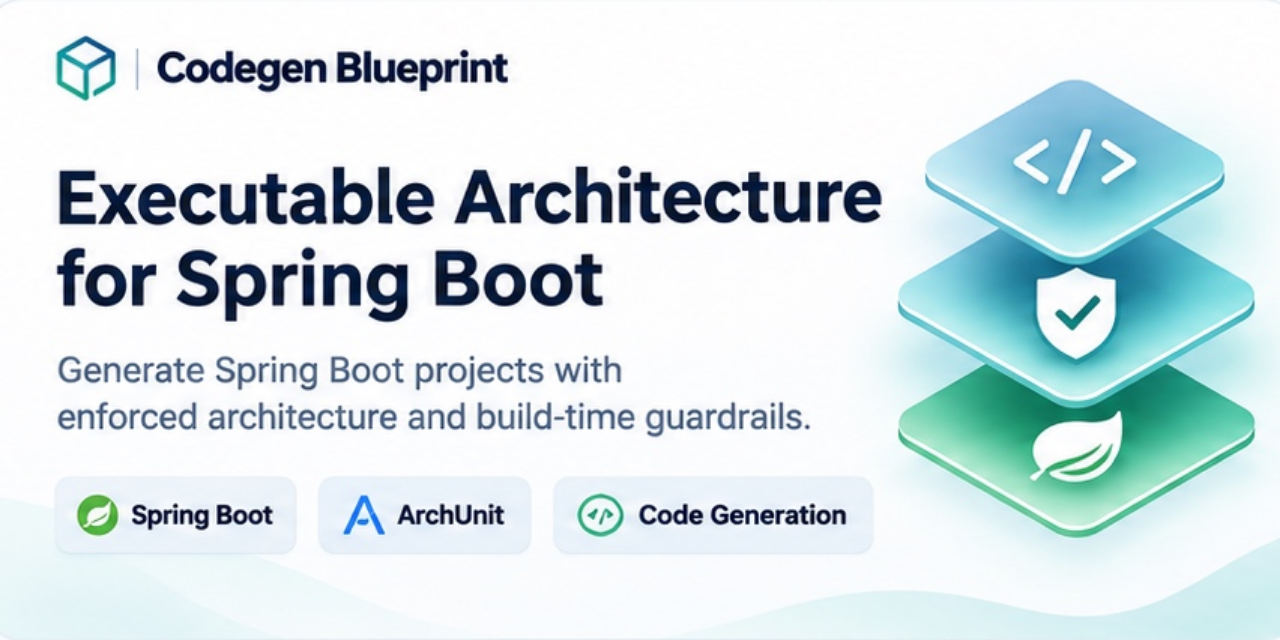 Codegen Blueprint
Executable Architecture
for Spring Boot
Generate Spring Boot projects with
enforced architecture and build-time guardrails.
Spring Boot
ArchUnit
Code Generation